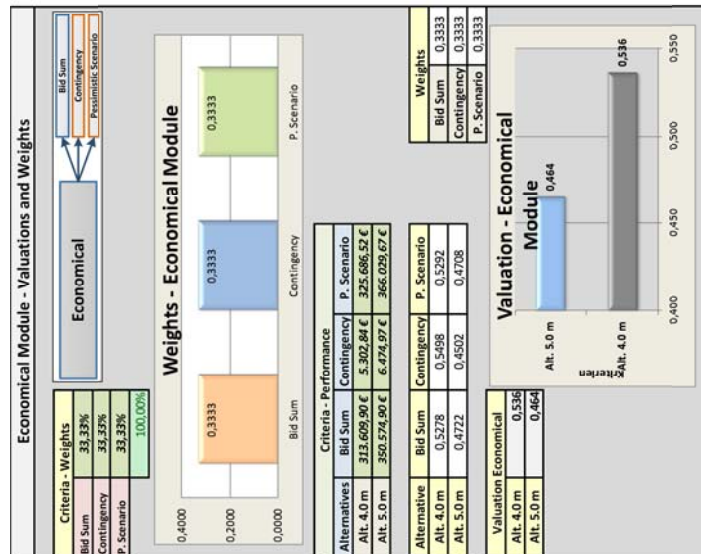 Economical Module - Valuations and Weights
Criteria - Weights
Bid Sum 33,33%
Contingency 33,33%
P. Scenario 33,33%
100,00%
Economical
Bid Sum
Contingency
Pessimistic Scenario
Weights - Economical Module
0,4000
0,2000
0,0000
0,3333
0,3333
0,3333
Bid Sum Contingency P. Scenario
Criteria - Performance
Alternatives Bid Sum Contingency P. Scenario
Alt. 4.0 m 313.609,90 € 5.302,84 € 325.686,52 €
Alt. 5.0 m 350.574,90 € 6.474,97 € 366.029,67 €
Alternative Bid Sum Contingency P. Scenario
Alt. 4.0 m 0,5278 0,5498 0,5292
Alt. 5.0 m 0,4722 0,4502 0,4708
Weights
Bid Sum 0,3333
Contingency 0,3333
P. Scenario 0,3333
Valuation Economical
Alt. 4.0 m 0,536
Alt. 5.0 m 0,464
Valuation - Economical
Module
Kriterien
Alt. 5.0 m
0,464
Alt. 4.0 m
0,536
0,400 0,450 0,500 0,550